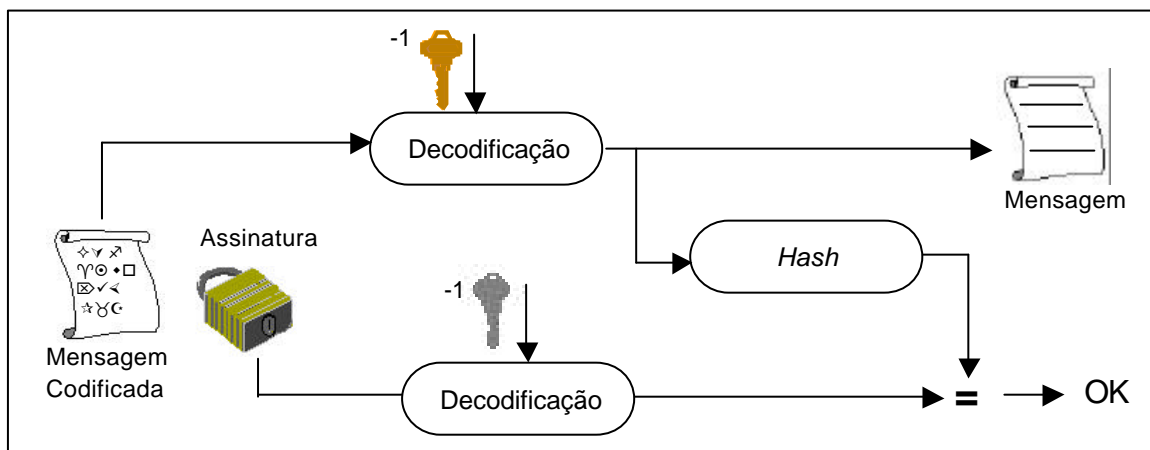 -1
Decodificação
Mensagem
Assinatura
Hash
-1
Mensagem
Codificada
Decodificação
= OK